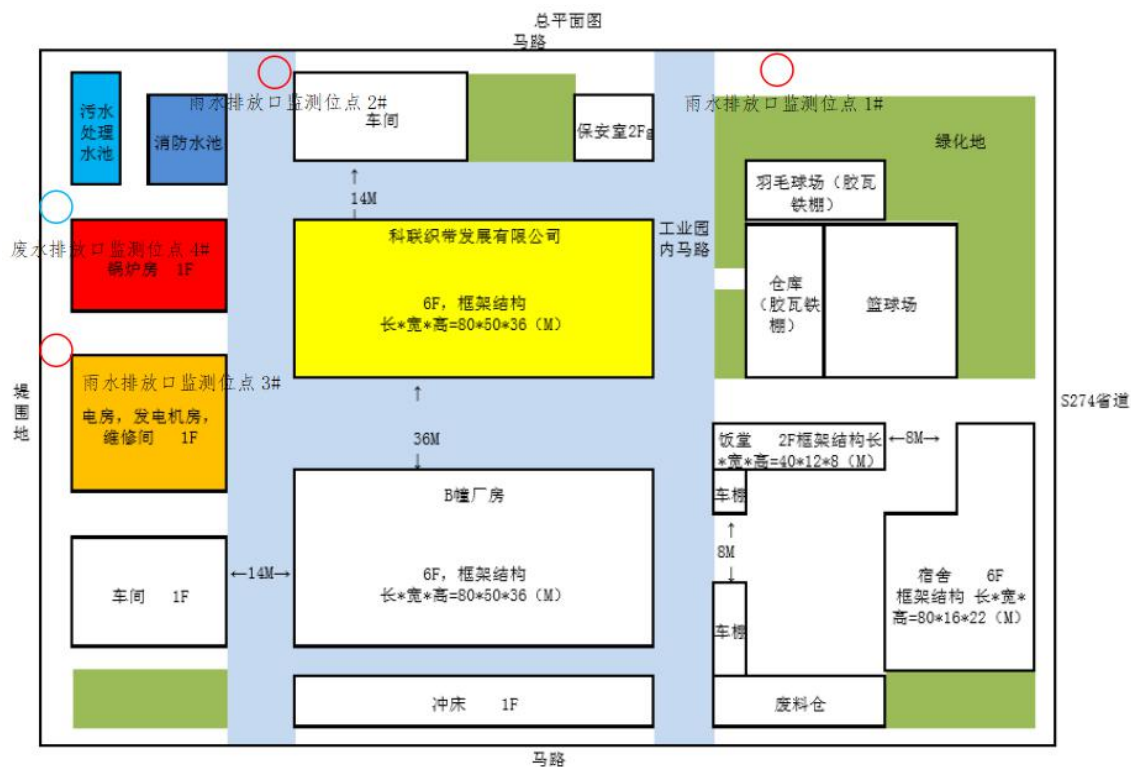 总平面图
马路
污水
处理
水池
消防水池
雨水排放口监测位点 2#
车间
保安室2Fg
雨水排放口监测位点 1#
绿化地
羽毛球场（胶瓦
铁棚）
↑
14M
↓
废水排放口监测位点 4#
锅炉房 1F
科联织带发展有限公司
6F，框架结构
长*宽*高=80*50*36（M）
工业园
内马路
仓库
（胶瓦铁
棚）
篮球场
堤
围
地
雨水排放口监测位点 3#
电房，发电机房，
维修间 1F
↑
36M
↓
S274省道
饭堂 2F框架结构长
*宽*高=40*12*8（M）
←8M→
车棚
↑
8M
↓
车棚
B幢厂房
6F，框架结构
长*宽*高=80*50*36（M）
车间 1F
←14M→
宿舍 6F
框架结构 长*宽*
高=80*16*22（M）
冲床 1F
废料仓
马路